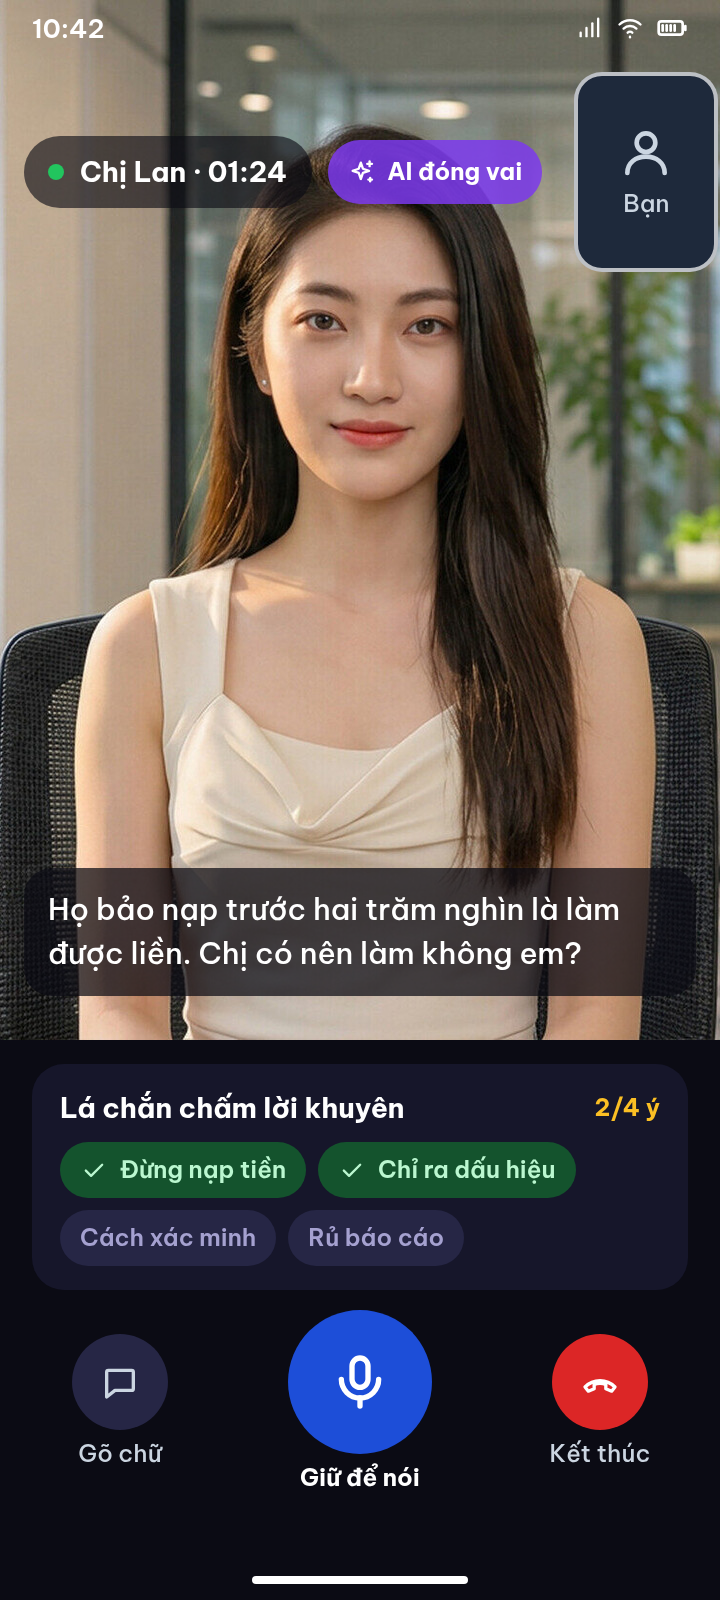 10:42
Chị Lan · 01:24
AI đóng vai
Bạn
Họ bảo nạp trước hai trăm nghìn là làm
được liền. Chị có nên làm không em?
Lá chắn chấm lời khuyên
2/4 ý
Đừng nạp tiền
Chỉ ra dấu hiệu
Cách xác minh
Rủ báo cáo
Gõ chữ
Giữ để nói
Kết thúc